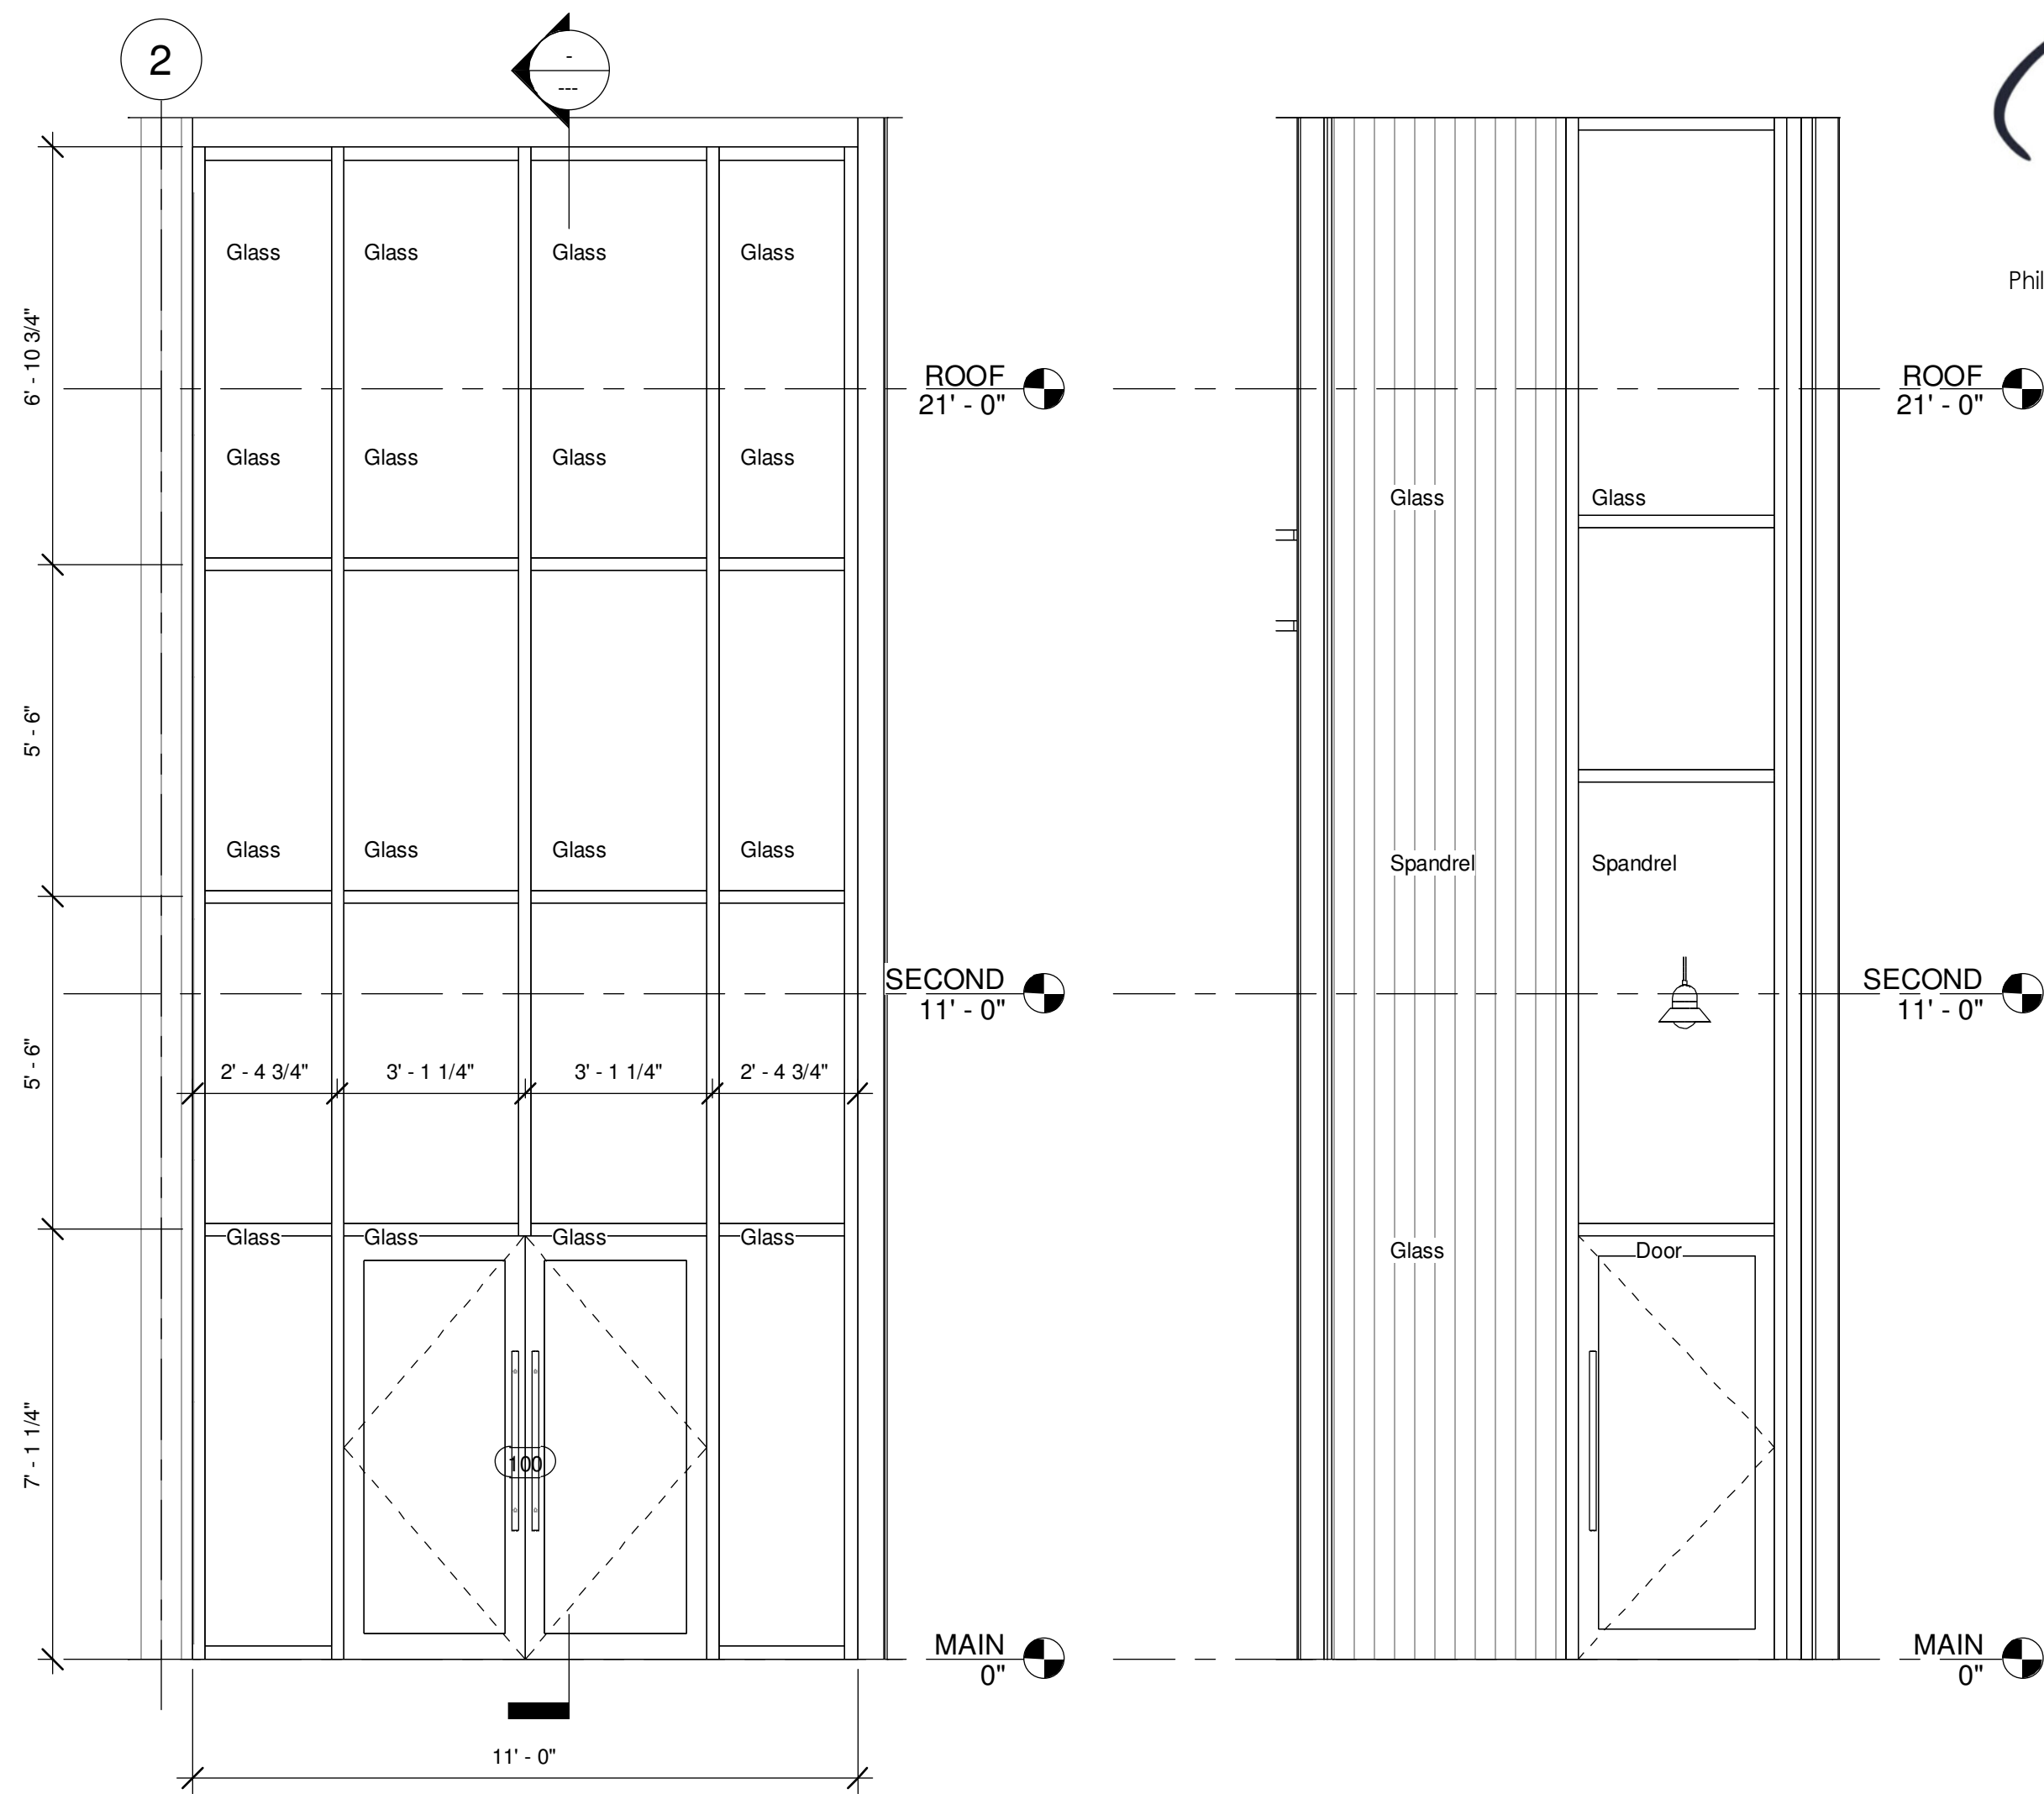 2
-
---
Glass Glass Glass Glass
Phil
6' - 10 3/4"
ROOF
21' - 0"
ROOF
21' - 0"
Glass Glass Glass Glass
Glass Glass
5' - 6"
Glass Glass Glass Glass
Spandrel Spandrel
SECOND
11' - 0"
SECOND
11' - 0"
5' - 6"
2' - 4 3/4" 3' - 1 1/4" 3' - 1 1/4" 2' - 4 3/4"
Glass Glass Glass Glass
Glass Door
7' - 1 1/4"
100
MAIN
0"
MAIN
0"
11' - 0"